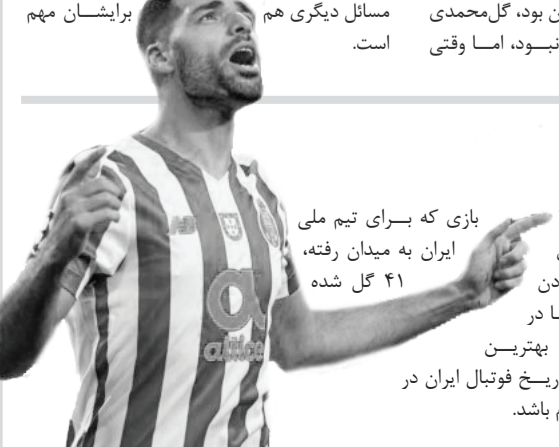 ن بود، گل‌محمدی
نبـــود، امـــا وقتی
مسائل دیگری هم برایشـــان مهم
است.
بازی که بـــرای تیم ملی
ایران به میدان رفته،
۴۱ گل شده
دن
ـا در
بهتریـــن
ریـــخ فوتبال ایران در
م باشد.
altice